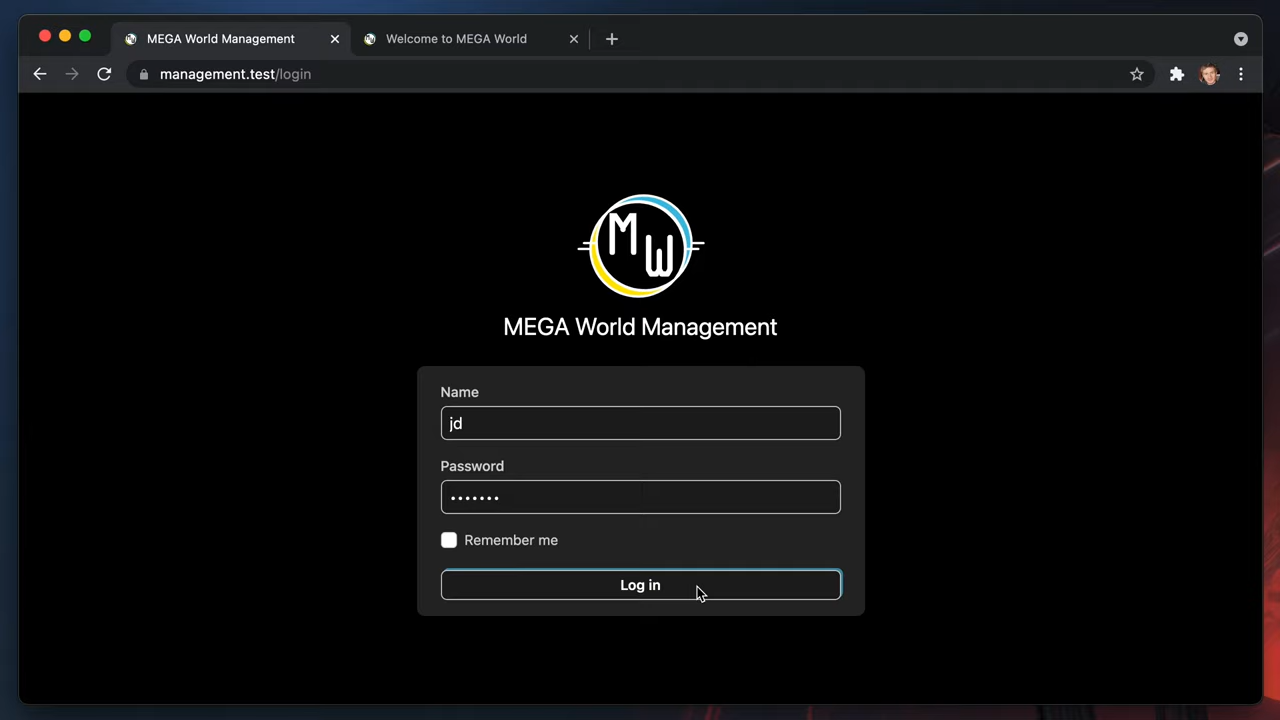 MEGA World Management
Welcome to MEGA World
management.test/login
MW
MEGA World Management
Name
jd
Password
•••••••
Remember me
Log in